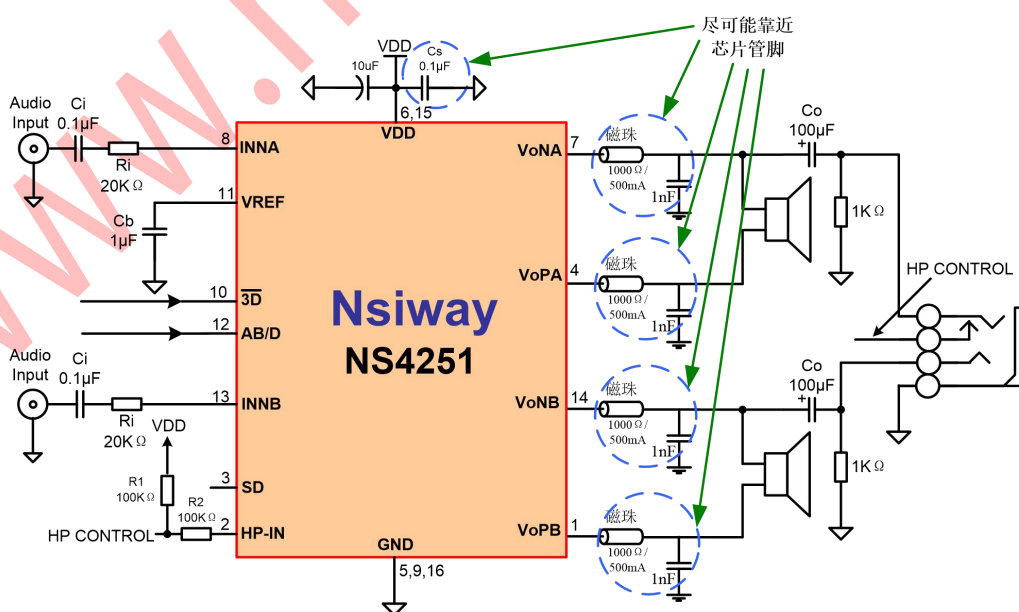 尽可能靠近
芯片管脚
VDD
10uF
Cs
0.1μF
6,15
VDD
Audio
Input
Ci
0.1μF
Ri
20KΩ
8
INNA
11
VREF
Cb
1μF
10
3D
12
AB/D
Audio
Input
Ci
0.1μF
Ri
20KΩ
13
INNB
VDD
R1
100KΩ
R2
100KΩ
3
SD
HP CONTROL
2
HP-IN
Nsiway
NS4251
GND
5,9,16
VoNA
7
磁珠
1000Ω/
500mA
1nF
VoPA
4
磁珠
1000Ω/
500mA
1nF
VoNB
14
磁珠
1000Ω/
500mA
1nF
VoPB
1
磁珠
1000Ω/
500mA
1nF
Co
100μF
+
1KΩ
HP CONTROL
Co
100μF
+
1KΩ